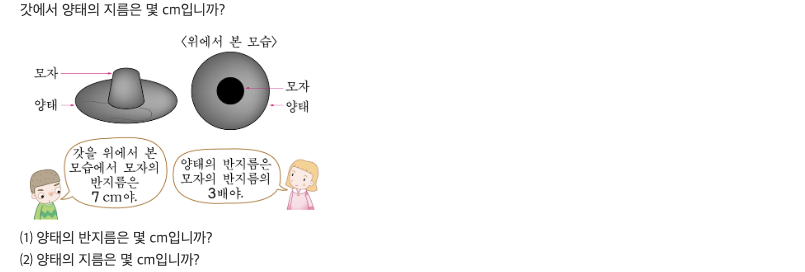 갓에서 양태의 지름은 몇 cm입니까?
〈위에서 본 모습〉
모자
양태
모자
양태
갓을 위에서 본
모습에서 모자의
반지름은
7 cm야.
양태의 반지름은
모자의 반지름의
3배야.
(1) 양태의 반지름은 몇 cm입니까?
(2) 양태의 지름은 몇 cm입니까?